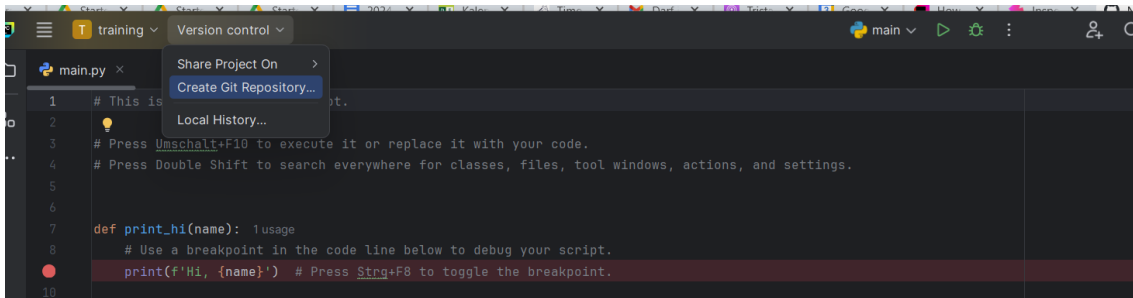 T training Version control main
main.py
Share Project On
Create Git Repository...
Local History...
1 # This is pt.
2
3 # Press Umschalt+F10 to execute it or replace it with your code.
4 # Press Double Shift to search everywhere for classes, files, tool windows, actions, and settings.
5
6
7 def print_hi(name): 1 usage
8 # Use a breakpoint in the code line below to debug your script.
print(f'Hi, {name}') # Press Strg+F8 to toggle the breakpoint.
10